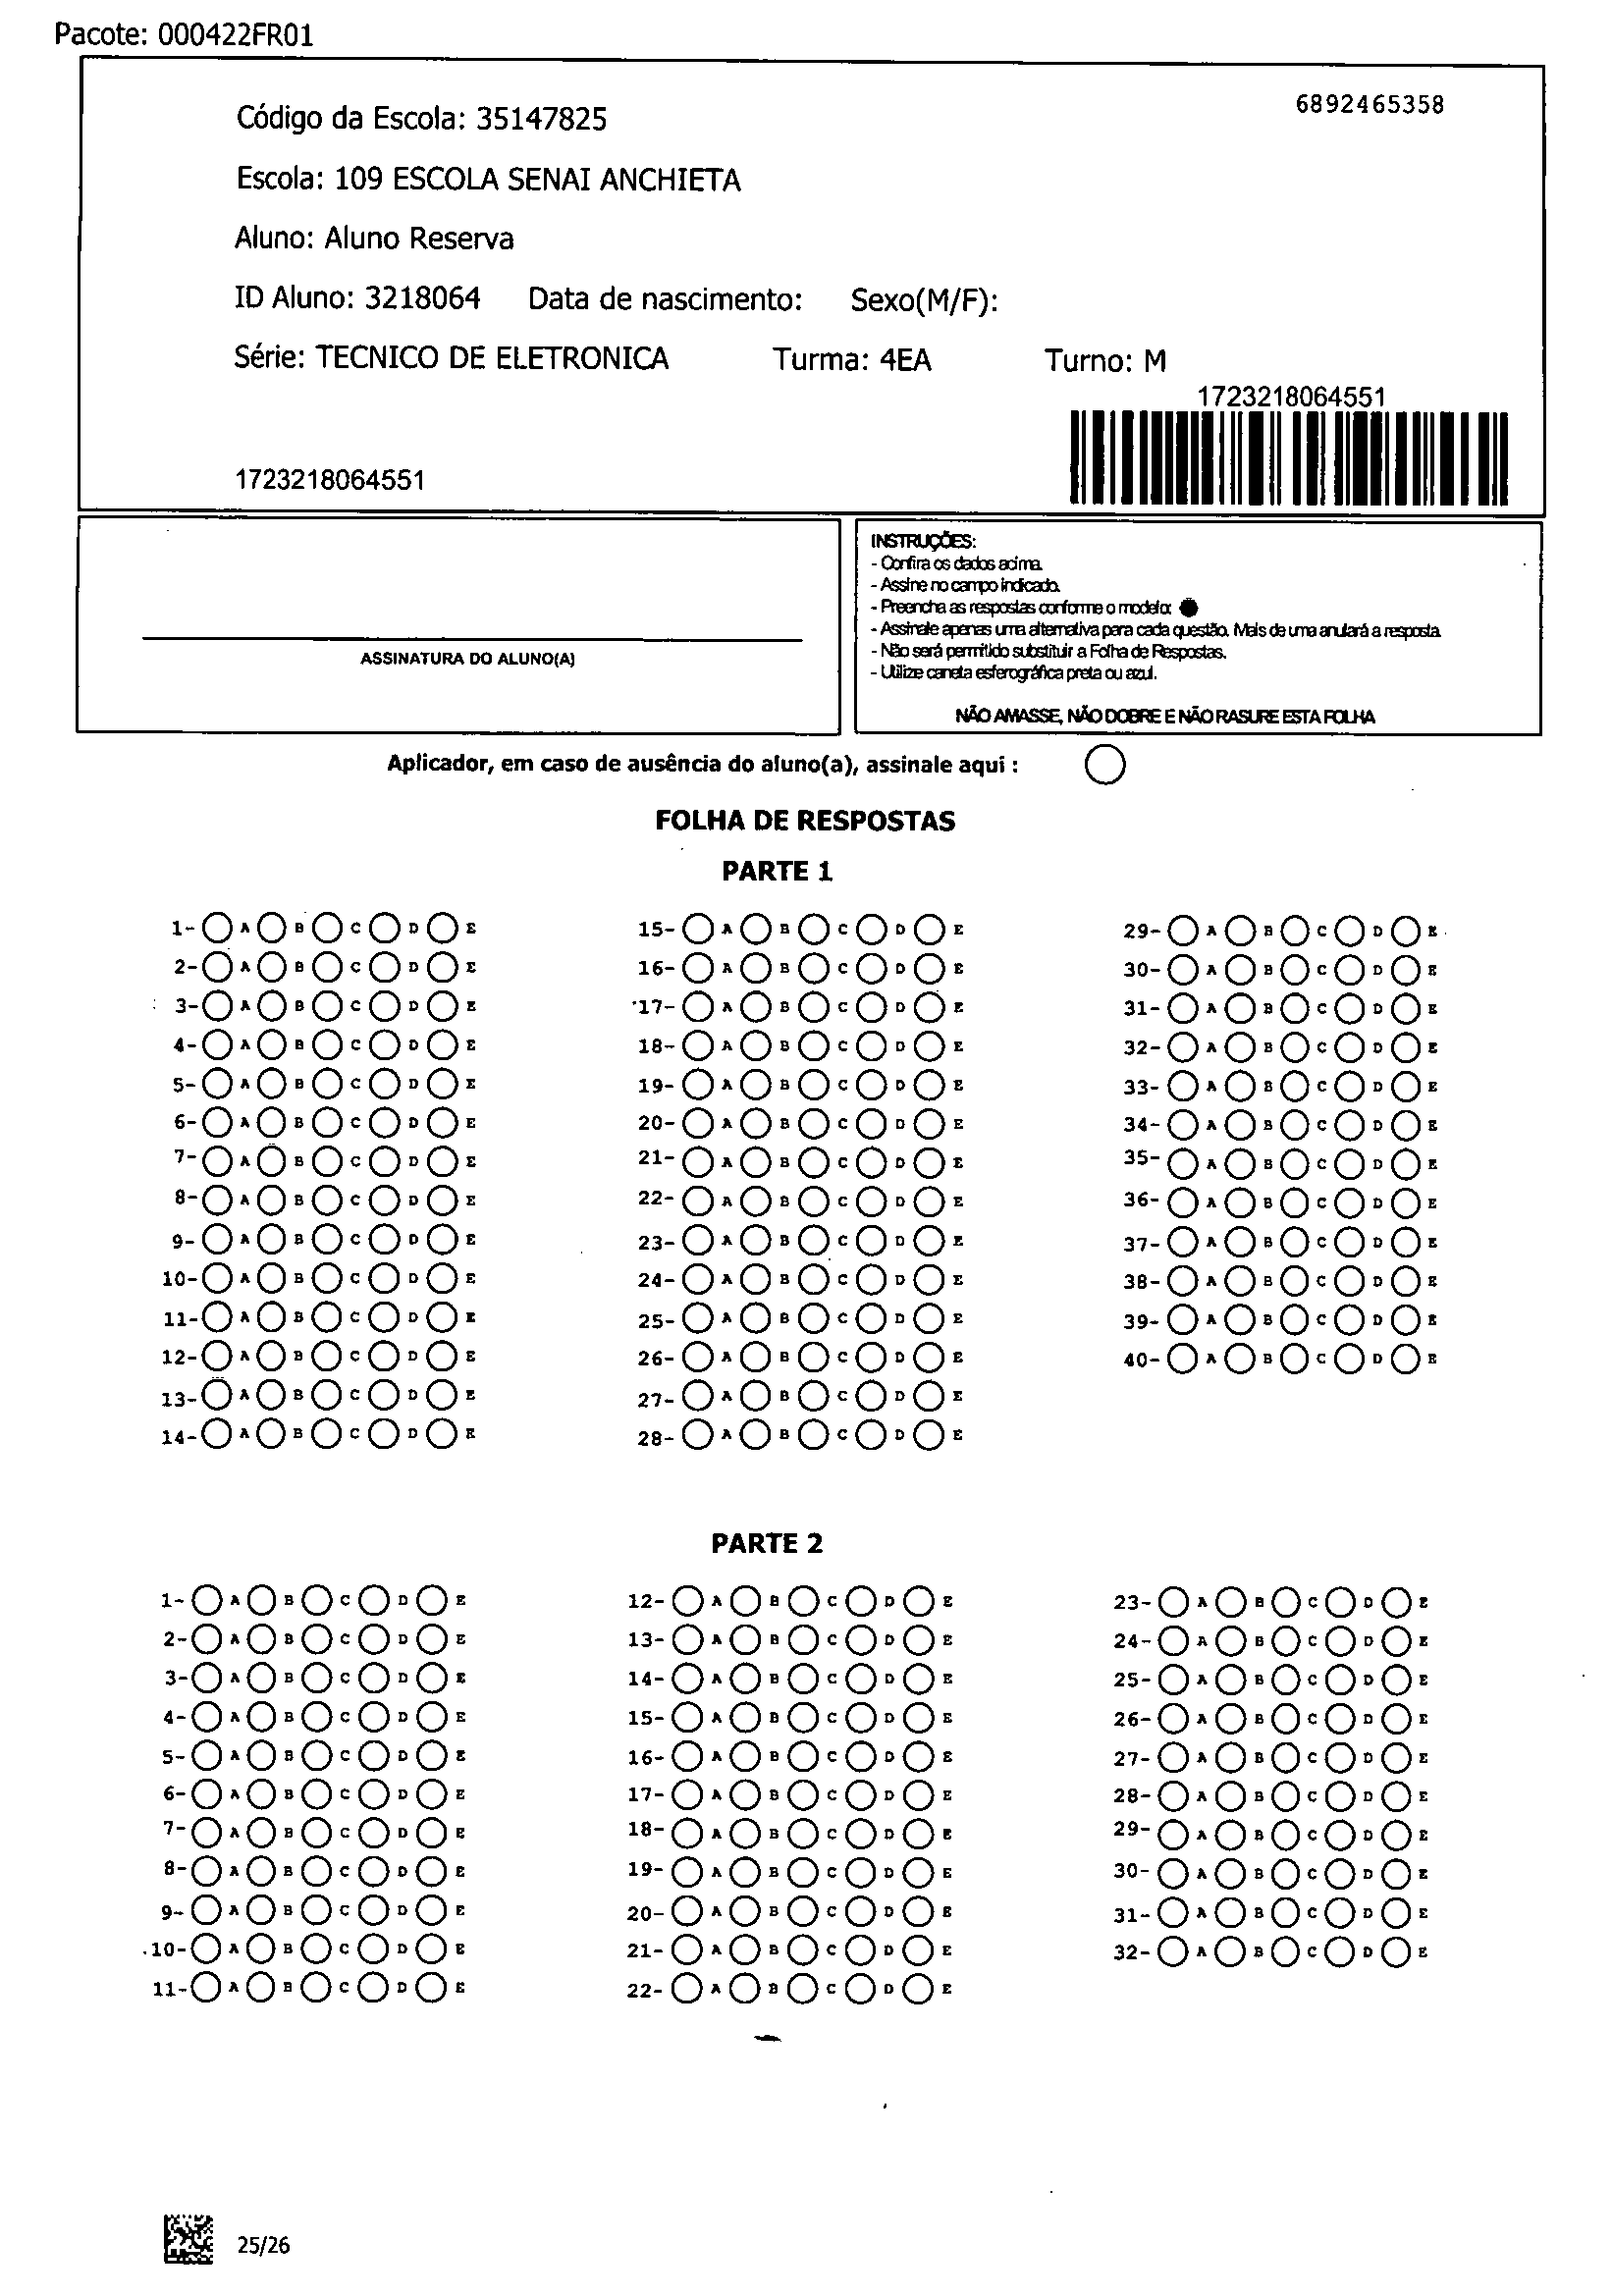 Pacote: 000422FR01
6892465358
Código da Escola: 35147825
Escola: 109 ESCOLA SENAI ANCHIETA
Aluno: Aluno Reserva
ID Aluno: 3218064 Data de nascimento: Sexo(M/F):
Série: TECNICO DE ELETRONICA Turma: 4EA Turno: M
1723218064551
1723218064551
ASSINATURA DO ALUNO(A)
INSTRUÇÕES:
- Confira os dados acima.
- Assine no campo indicado.
- Preencha as respostas conforme o modelo:
- Assinale apenas uma alternativa para cada questão. Mais de uma anulará a resposta.
- Não será permitido substituir a Folha de Respostas.
- Utilize caneta esferográfica preta ou azul.
NÃO AMASSE, NÃO DOBRE E NÃO RASURE ESTA FOLHA
Aplicador, em caso de ausência do aluno(a), assinale aqui :
FOLHA DE RESPOSTAS
PARTE 1
1- A B C D E 15- A B C D E 29- A B C D E
2- A B C D E 16- A B C D E 30- A B C D E
3- A B C D E 17- A B C D E 31- A B C D E
4- A B C D E 18- A B C D E 32- A B C D E
5- A B C D E 19- A B C D E 33- A B C D E
6- A B C D E 20- A B C D E 34- A B C D E
7- A B C D E 21- A B C D E 35- A B C D E
8- A B C D E 22- A B C D E 36- A B C D E
9- A B C D E 23- A B C D E 37- A B C D E
10- A B C D E 24- A B C D E 38- A B C D E
11- A B C D E 25- A B C D E 39- A B C D E
12- A B C D E 26- A B C D E 40- A B C D E
13- A B C D E 27- A B C D E
14- A B C D E 28- A B C D E
PARTE 2
1- A B C D E 12- A B C D E 23- A B C D E
2- A B C D E 13- A B C D E 24- A B C D E
3- A B C D E 14- A B C D E 25- A B C D E
4- A B C D E 15- A B C D E 26- A B C D E
5- A B C D E 16- A B C D E 27- A B C D E
6- A B C D E 17- A B C D E 28- A B C D E
7- A B C D E 18- A B C D E 29- A B C D E
8- A B C D E 19- A B C D E 30- A B C D E
9- A B C D E 20- A B C D E 31- A B C D E
10- A B C D E 21- A B C D E 32- A B C D E
11- A B C D E 22- A B C D E
25/26